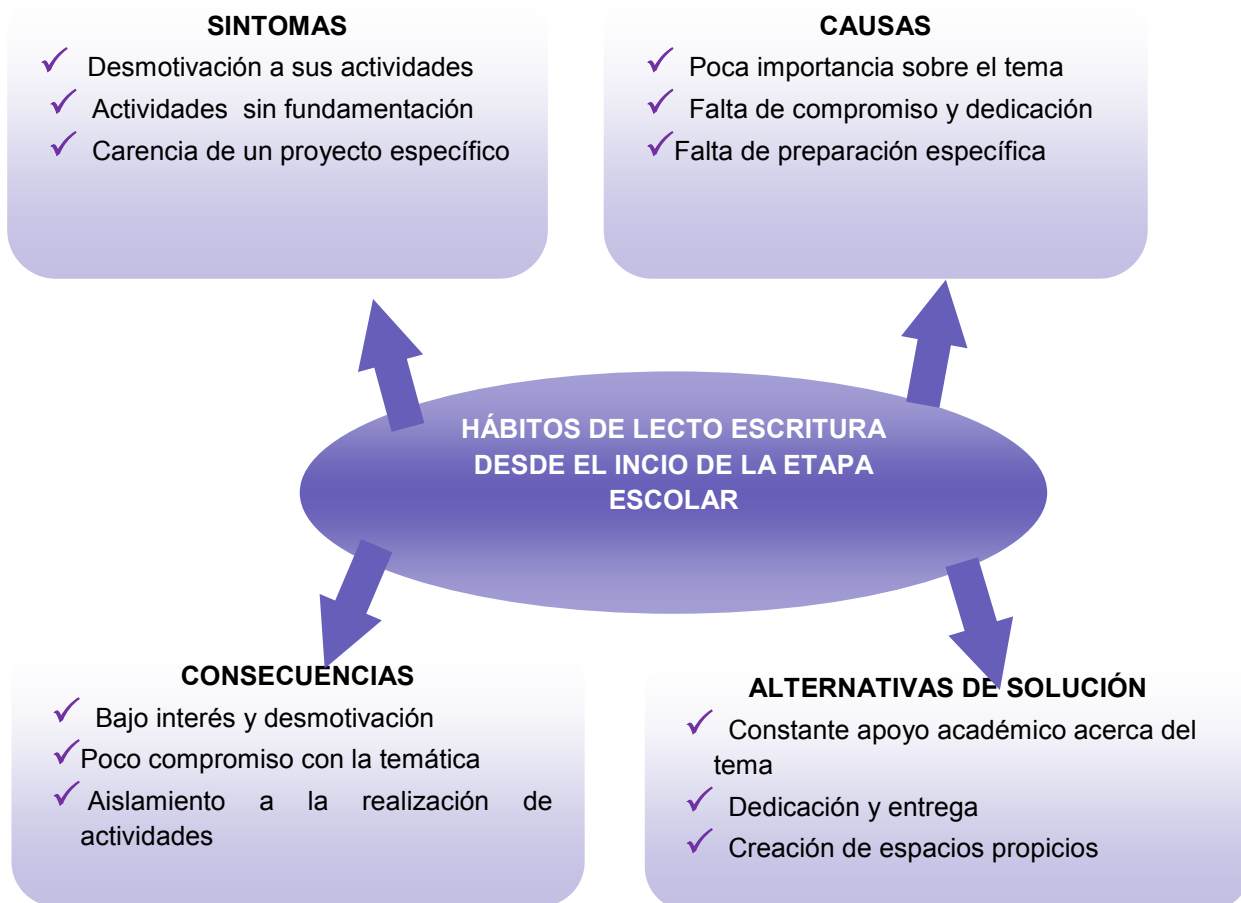 SINTOMAS
Desmotivación a sus actividades
Actividades sin fundamentación
Carencia de un proyecto específico
CAUSAS
Poca importancia sobre el tema
Falta de compromiso y dedicación
Falta de preparación específica
HÁBITOS DE LECTO ESCRITURA
DESDE EL INCIO DE LA ETAPA
ESCOLAR
CONSECUENCIAS
Bajo interés y desmotivación
Poco compromiso con la temática
Aislamiento a la realización de
actividades
ALTERNATIVAS DE SOLUCIÓN
Constante apoyo académico acerca del
tema
Dedicación y entrega
Creación de espacios propicios